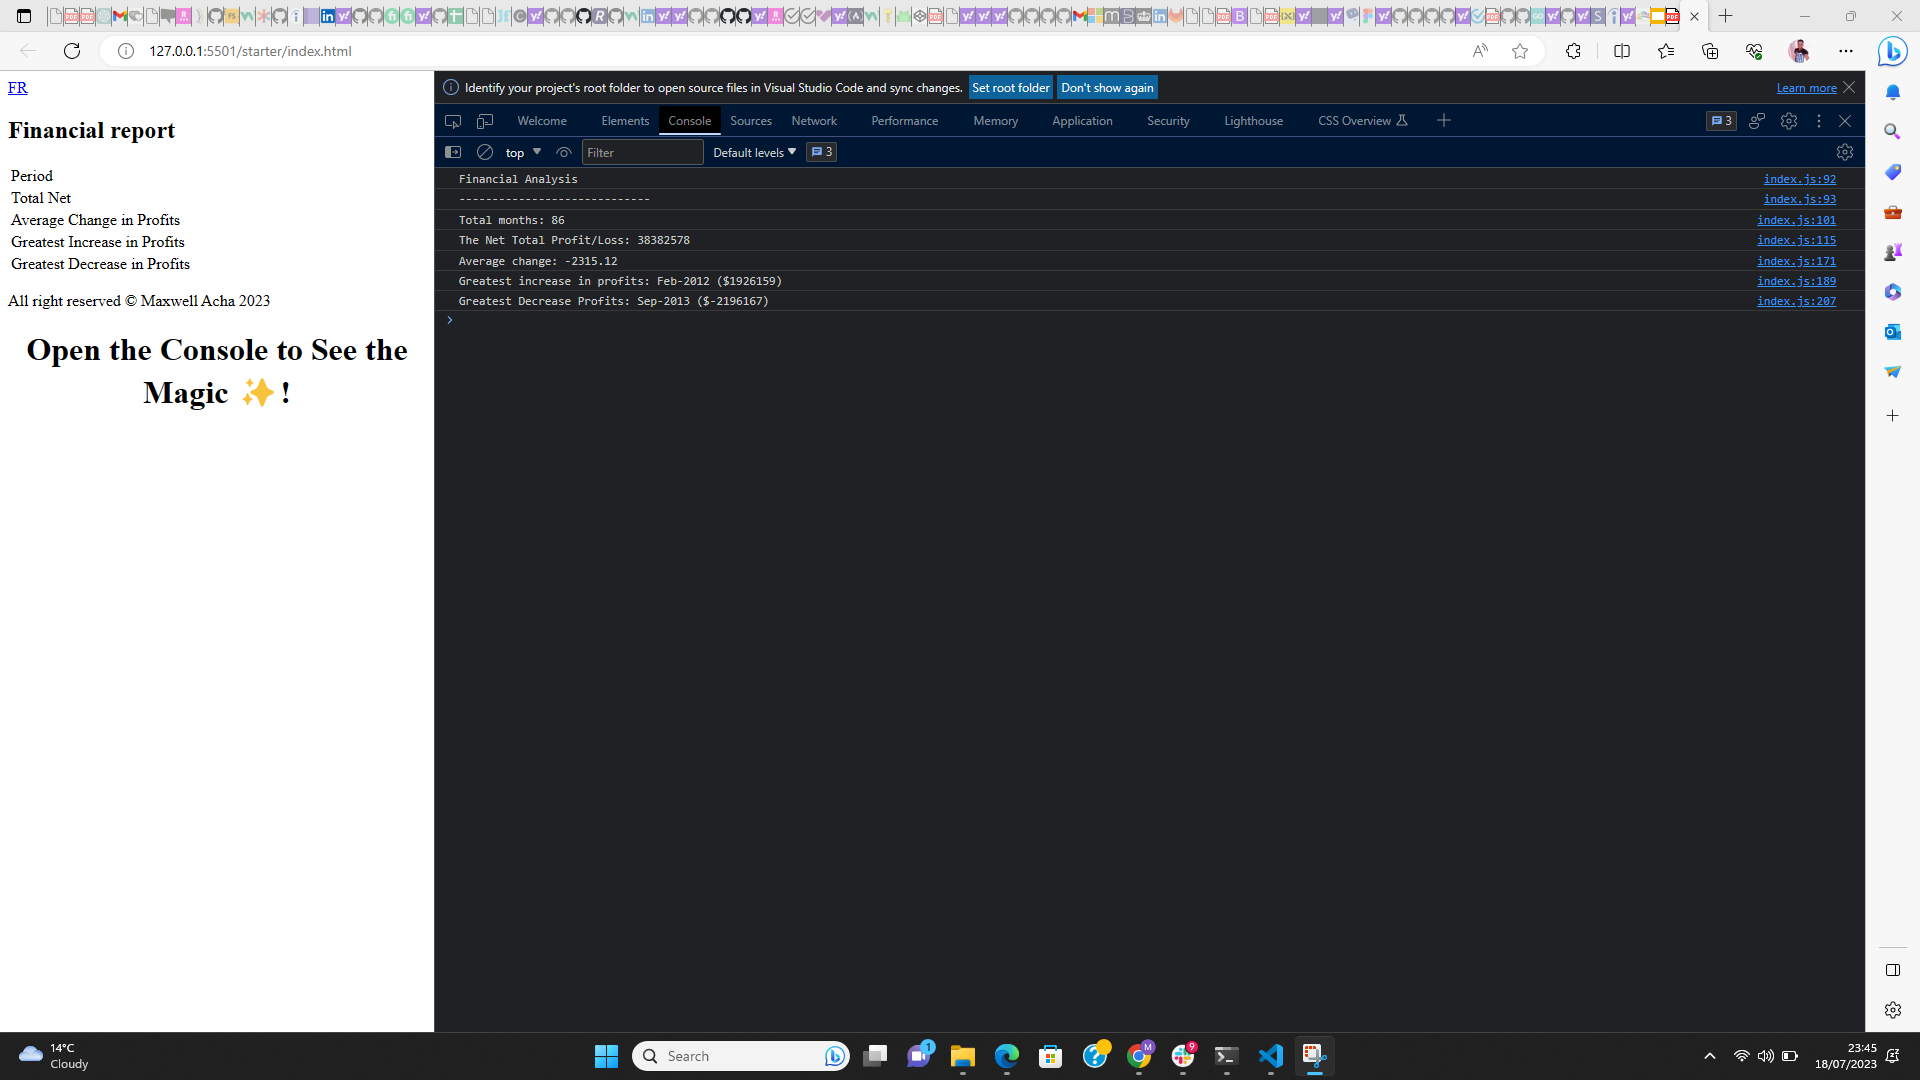 127.0.0.1:5501/starter/index.html
FR
Financial report
Period
Total Net
Average Change in Profits
Greatest Increase in Profits
Greatest Decrease in Profits
All right reserved © Maxwell Acha 2023
Open the Console to See the
Magic ✨ !
Identify your project's root folder to open source files in Visual Studio Code and sync changes. Set root folder Don't show again Learn more
Welcome Elements Console Sources Network Performance Memory Application Security Lighthouse CSS Overview 3
top Filter Default levels 3
Financial Analysis index.js:92
----------------------------- index.js:93
Total months: 86 index.js:101
The Net Total Profit/Loss: 38382578 index.js:115
Average change: -2315.12 index.js:171
Greatest increase in profits: Feb-2012 ($1926159) index.js:189
Greatest Decrease Profits: Sep-2013 ($-2196167) index.js:207
14°C
Cloudy
Search
1
M
9
23:45
18/07/2023